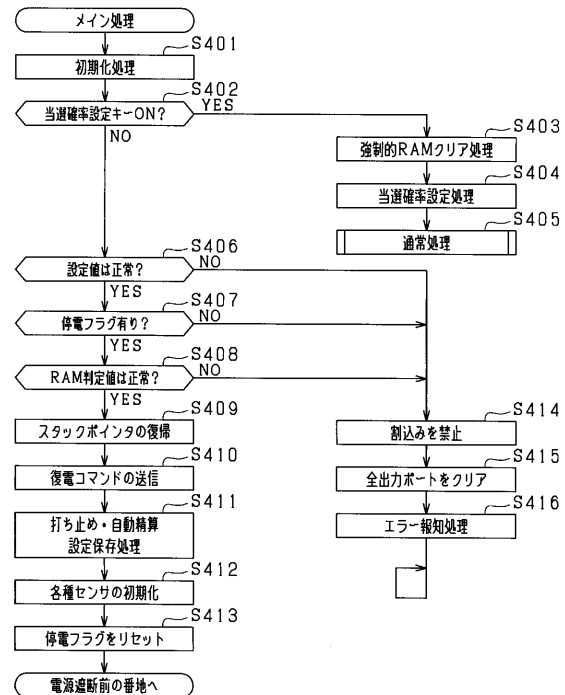 メイン処理
S401
初期化処理
S402
当選確率設定キーON?
YES
NO
S403
強制的RAMクリア処理
S404
当選確率設定処理
S405
通常処理
S406
設定値は正常?
NO
YES
S407
停電フラグ有り?
NO
YES
S408
RAM判定値は正常?
NO
YES
S409
スタックポインタの復帰
S410
復電コマンドの送信
S411
打ち止め・自動精算
設定保存処理
S412
各種センサの初期化
S413
停電フラグをリセット
電源遮断前の番地へ
S414
割込みを禁止
S415
全出力ポートをクリア
S416
エラー報知処理